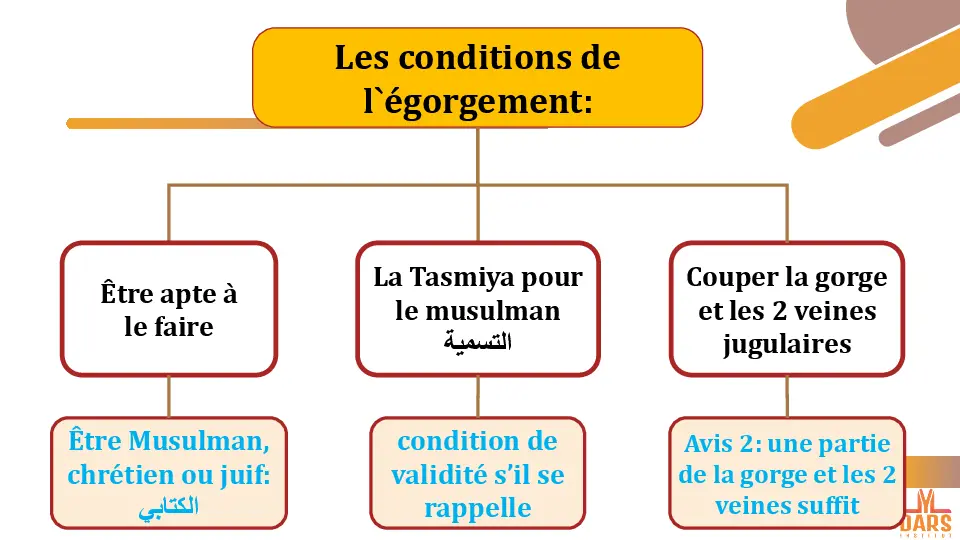 Les conditions de
l`égorgement:
Être apte à
le faire
La Tasmiya pour
le musulman
التسمية
Couper la gorge
et les 2 veines
jugulaires
Être Musulman,
chrétien ou juif:
الكتابي
condition de
validité s’il se
rappelle
Avis 2: une partie
de la gorge et les 2
veines suffit
DARS
INSTITUT